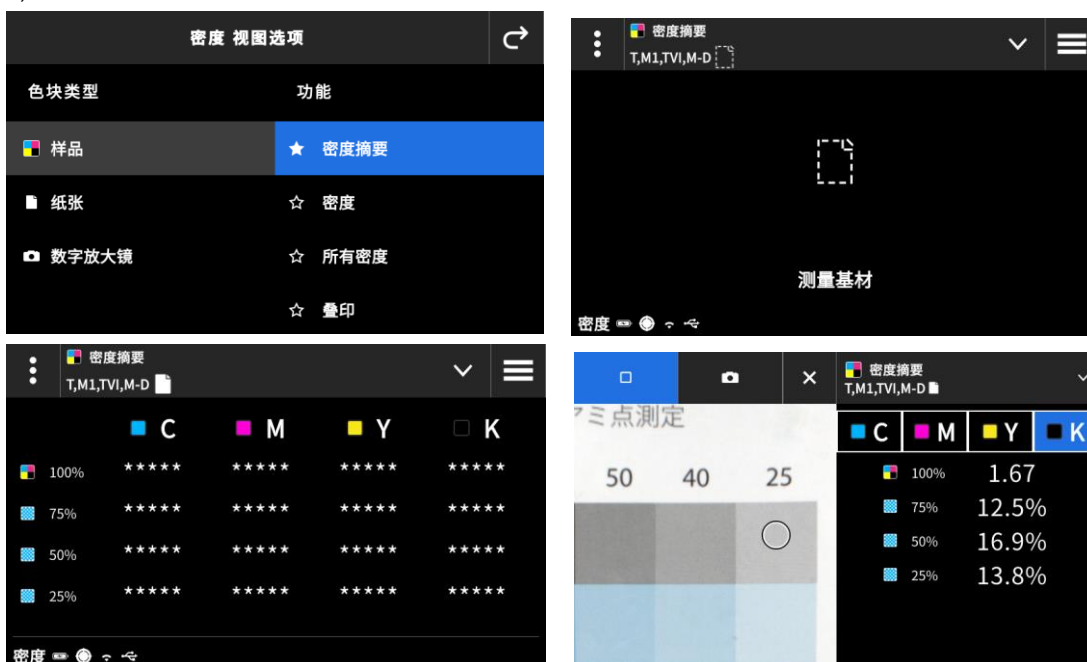 密度 视图选项
色块类型
功能
样品
密度摘要
纸张
密度
数字放大镜
所有密度
叠印
密度摘要
T,M1,TVI,M-D
测量基材
密度
密度摘要
T,M1,TVI,M-D
C M Y K
100% ***** ***** ***** *****
75% ***** ***** ***** *****
50% ***** ***** ***** *****
25% ***** ***** ***** *****
密度
アミ点測定
50 40 25
密度摘要
T,M1,TVI,M-D
C M Y K
100% 1.67
75% 12.5%
50% 16.9%
25% 13.8%